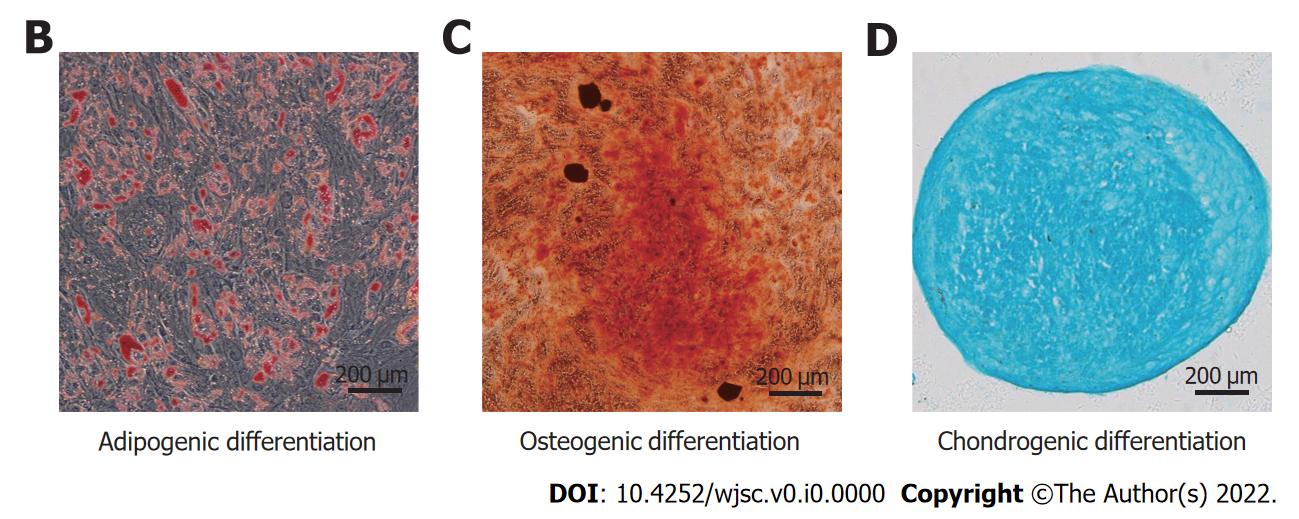 B C D
200 µm 200 µm 200 µm
Adipogenic differentiation Osteogenic differentiation Chondrogenic differentiation
DOI: 10.4252/wjsc.v0.i0.0000 Copyright ©The Author(s) 2022.